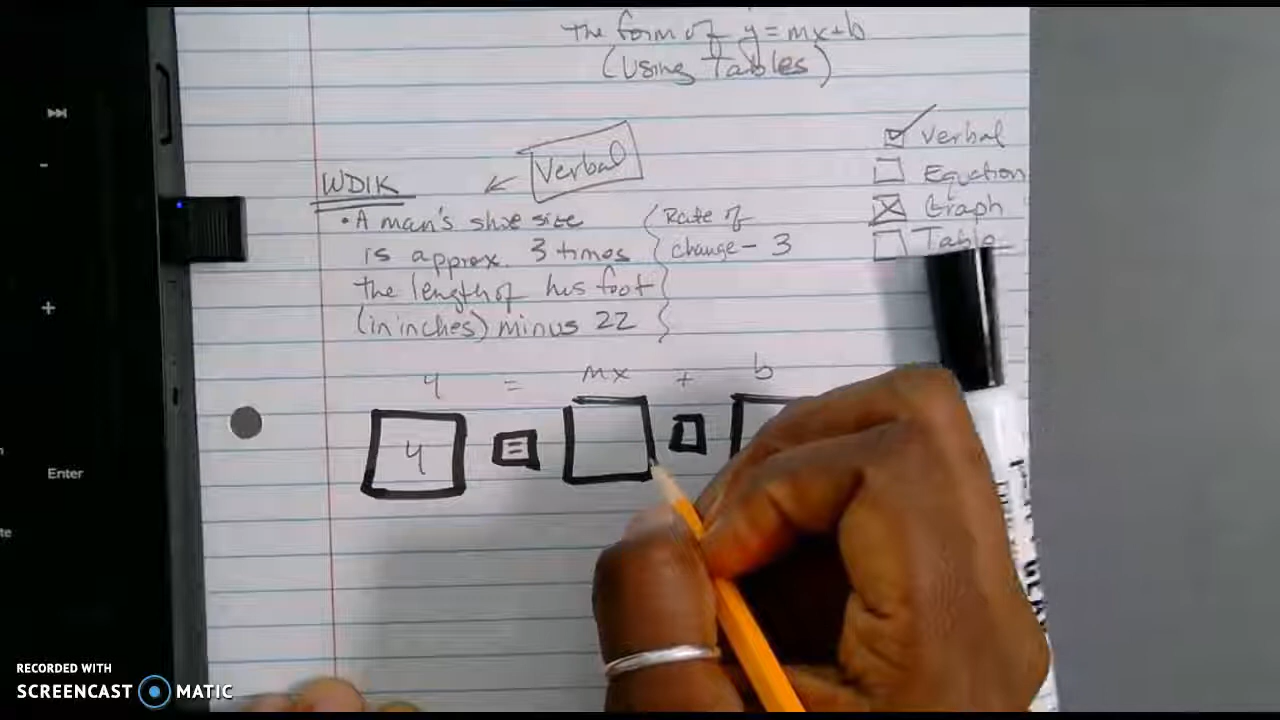 the form of y=mx+b
(Using Tables)
Verbal
Verbal
Equation
Graph
Table
WDIK
• A man's shoe size
is approx. 3 times
the length of his foot
(in inches) minus 22
Rate of
change - 3
y = mx + b
y =
Enter
RECORDED WITH
SCREENCAST MATIC